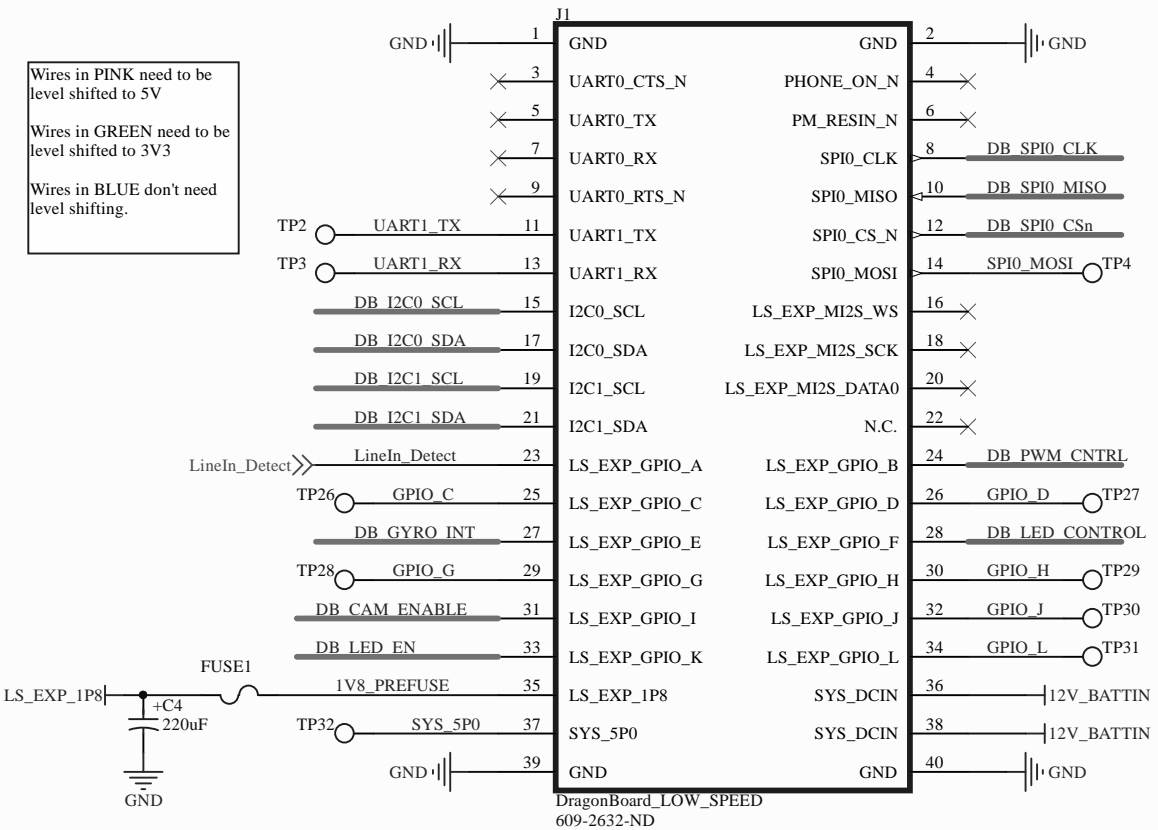 J1
GND 1 GND GND 2 GND
3 UART0_CTS_N PHONE_ON_N 4
5 UART0_TX PM_RESIN_N 6
7 UART0_RX SPI0_CLK 8 DB_SPI0_CLK
9 UART0_RTS_N SPI0_MISO 10 DB_SPI0_MISO
TP2 UART1_TX 11 UART1_TX SPI0_CS_N 12 DB_SPI0_CSn
TP3 UART1_RX 13 UART1_RX SPI0_MOSI 14 SPI0_MOSI TP4
DB_I2C0_SCL 15 I2C0_SCL LS_EXP_MI2S_WS 16
DB_I2C0_SDA 17 I2C0_SDA LS_EXP_MI2S_SCK 18
DB_I2C1_SCL 19 I2C1_SCL LS_EXP_MI2S_DATA0 20
DB_I2C1_SDA 21 I2C1_SDA N.C. 22
LineIn_Detect LineIn_Detect 23 LS_EXP_GPIO_A LS_EXP_GPIO_B 24 DB_PWM_CNTRL
TP26 GPIO_C 25 LS_EXP_GPIO_C LS_EXP_GPIO_D 26 GPIO_D TP27
DB_GYRO_INT 27 LS_EXP_GPIO_E LS_EXP_GPIO_F 28 DB_LED_CONTROL
TP28 GPIO_G 29 LS_EXP_GPIO_G LS_EXP_GPIO_H 30 GPIO_H TP29
DB_CAM_ENABLE 31 LS_EXP_GPIO_I LS_EXP_GPIO_J 32 GPIO_J TP30
DB_LED_EN 33 LS_EXP_GPIO_K LS_EXP_GPIO_L 34 GPIO_L TP31
LS_EXP_1P8 FUSE1 1V8_PREFUSE 35 LS_EXP_1P8 SYS_DCIN 36 12V_BATTIN
+C4
220uF
GND
TP32 SYS_5P0 37 SYS_5P0 SYS_DCIN 38 12V_BATTIN
GND 39 GND GND 40 GND
DragonBoard_LOW_SPEED
609-2632-ND
Wires in PINK need to be
level shifted to 5V
Wires in GREEN need to be
level shifted to 3V3
Wires in BLUE don't need
level shifting.